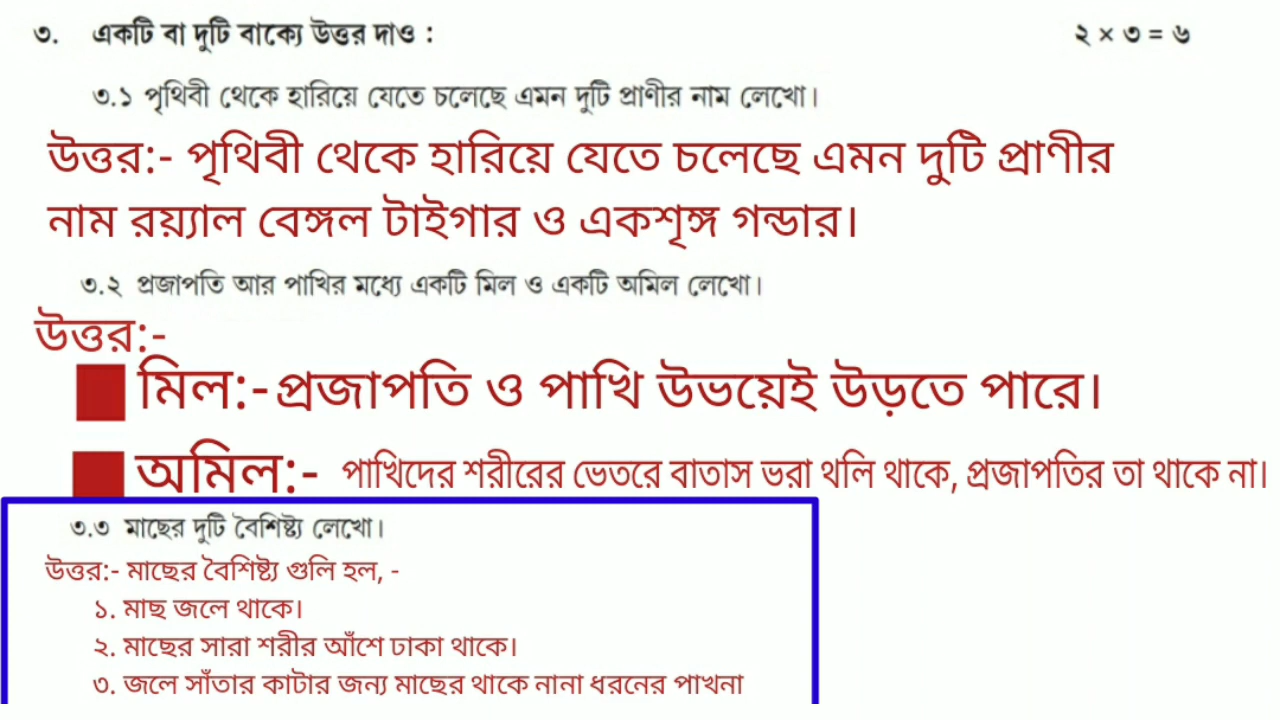 ৩. একটি বা দুটি বাক্যে উত্তর দাও : ২ × ৩ = ৬
৩.১ পৃথিবী থেকে হারিয়ে যেতে চলেছে এমন দুটি প্রাণীর নাম লেখো।
উত্তর:- পৃথিবী থেকে হারিয়ে যেতে চলেছে এমন দুটি প্রাণীর
নাম রয়্যাল বেঙ্গল টাইগার ও একশৃঙ্গ গন্ডার।
৩.২ প্রজাপতি আর পাখির মধ্যে একটি মিল ও একটি অমিল লেখো।
উত্তর:-
মিল:- প্রজাপতি ও পাখি উভয়েই উড়তে পারে।
অমিল:- পাখিদের শরীরের ভেতরে বাতাস ভরা থলি থাকে, প্রজাপতির তা থাকে না।
৩.৩ মাছের দুটি বৈশিষ্ট্য লেখো।
উত্তর:- মাছের বৈশিষ্ট্য গুলি হল, -
১. মাছ জলে থাকে।
২. মাছের সারা শরীর আঁশে ঢাকা থাকে।
৩. জলে সাঁতার কাটার জন্য মাছের থাকে নানা ধরনের পাখনা